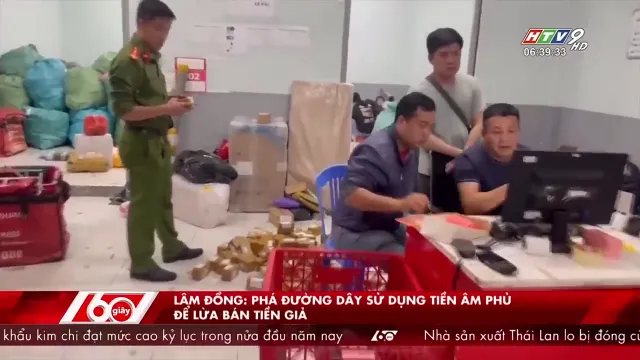 HTV9 HD
06:39:33
02
60 giây
LÂM ĐỒNG: PHÁ ĐƯỜNG DÂY SỬ DỤNG TIỀN ÂM PHỦ
ĐỂ LỪA BÁN TIỀN GIẢ
khẩu kim chi đạt mức cao kỷ lục trong nửa đầu năm nay
Nhà sản xuất Thái Lan lo bị đóng c